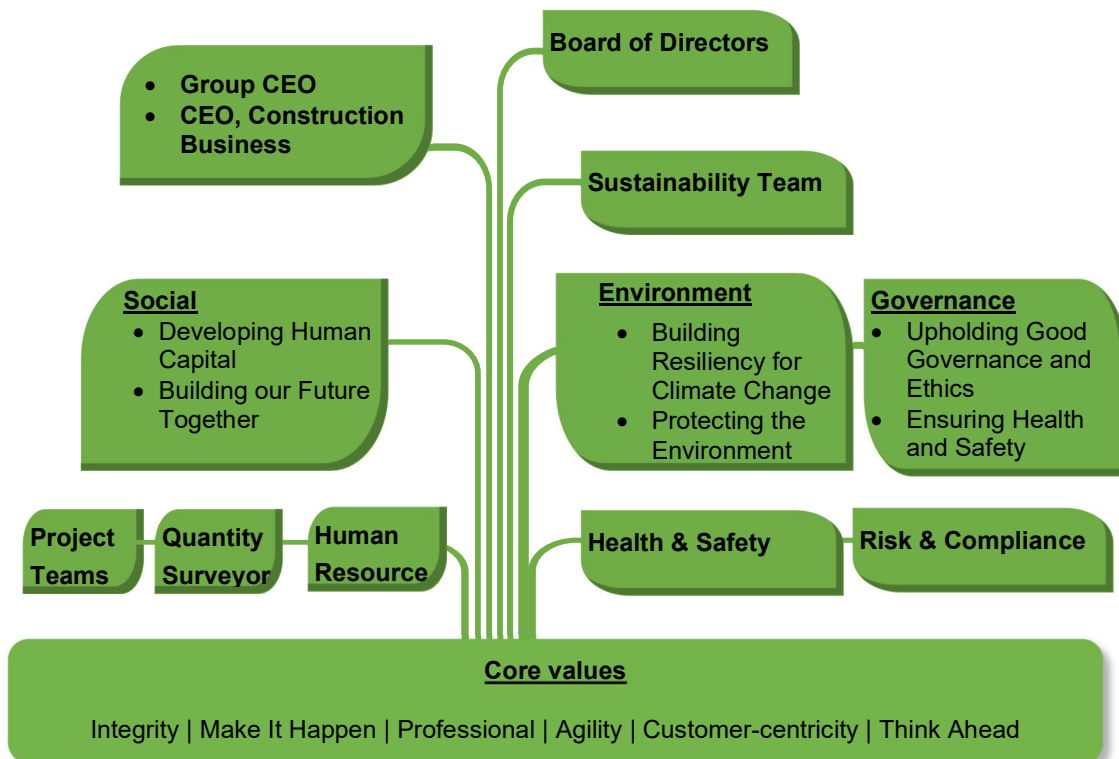 Board of Directors
• Group CEO
• CEO, Construction
Business
Sustainability Team
Social
• Developing Human
Capital
• Building our Future
Together
Environment
• Building
Resiliency for
Climate Change
• Protecting the
Environment
Governance
• Upholding Good
Governance and
Ethics
• Ensuring Health
and Safety
Project
Teams
Quantity
Surveyor
Human
Resource
Health & Safety
Risk & Compliance
Core values
Integrity | Make It Happen | Professional | Agility | Customer-centricity | Think Ahead